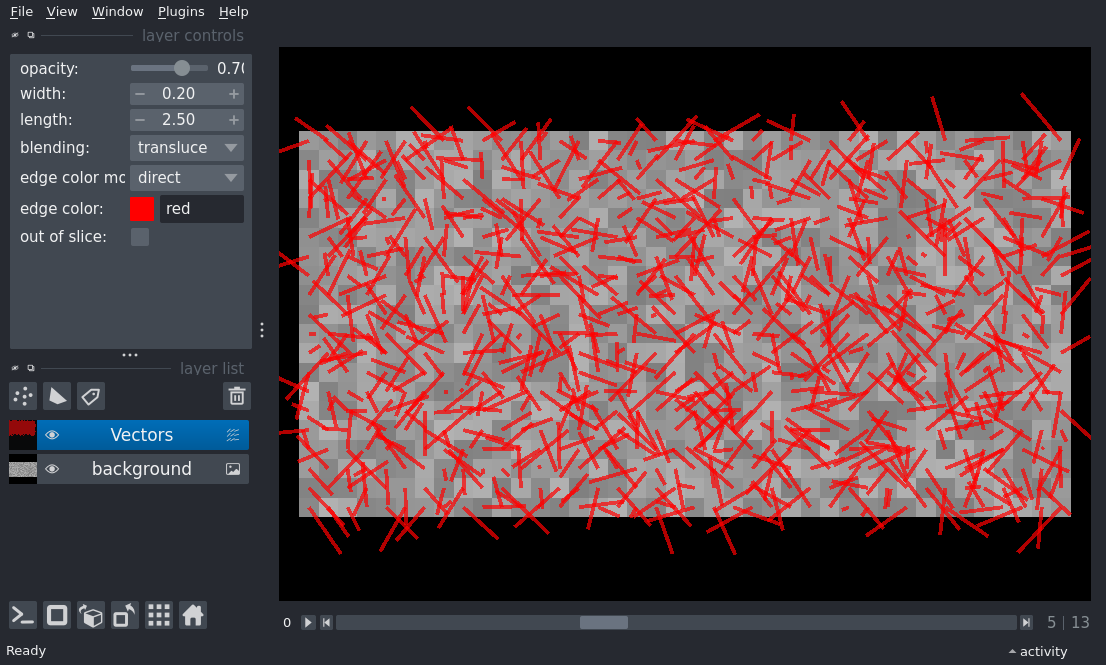 File View Window Plugins Help
layer controls
opacity: 0.70
width: 0.20
length: 2.50
blending: transluce
edge color mo direct
edge color: red
out of slice:
layer list
Vectors
background
0 5 | 13
Ready activity